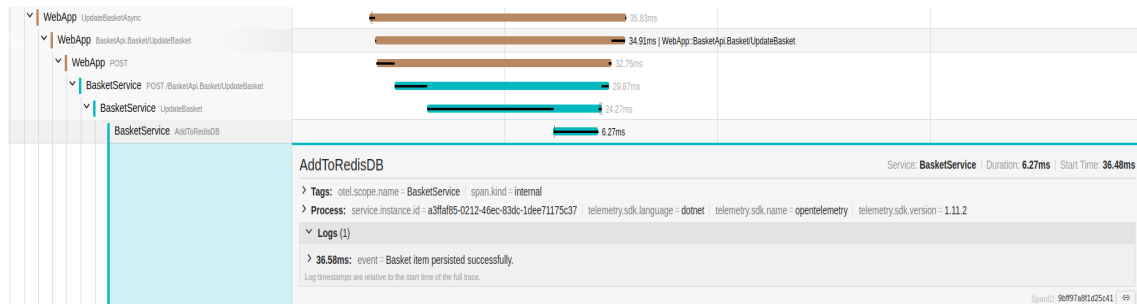 WebApp UpdateBasketAsync 35.83ms
WebApp BasketApi.Basket/UpdateBasket 34.91ms | WebApp::BasketApi.Basket/UpdateBasket
WebApp POST 32.76ms
BasketService POST /BasketApi.Basket/UpdateBasket 29.87ms
BasketService UpdateBasket 24.27ms
BasketService AddToRedisDB 6.27ms
AddToRedisDB Service: BasketService Duration: 6.27ms Start Time: 36.48ms
Tags: otel.scope.name = BasketService span.kind = internal
Process: service.instance.id = a3ffaf85-0212-46ec-83dc-1dee71175c37 telemetry.sdk.language = dotnet telemetry.sdk.name = opentelemetry telemetry.sdk.version = 1.11.2
Logs (1)
36.58ms: event = Basket item persisted successfully.
Log timestamps are relative to the start time of the full trace.
SpanID: 9bff97a8f1d25c41